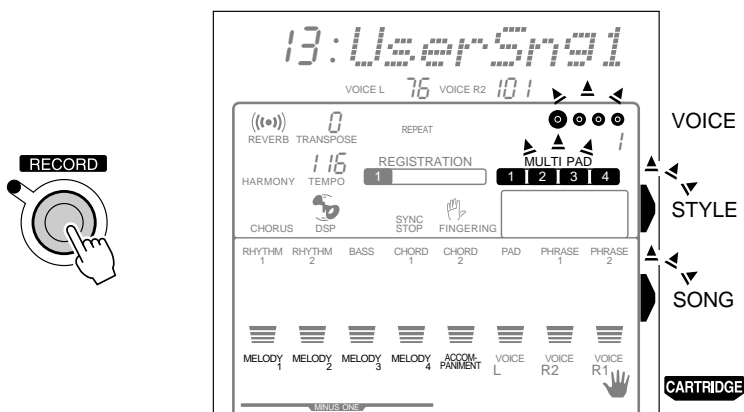 13:UserSng1
VOICE L 76 VOICE R2 101
VOICE
REVERB 0 TRANSPOSE REPEAT 1
RECORD
HARMONY 116 TEMPO REGISTRATION 1 MULTI PAD 1 2 3 4
STYLE
CHORUS DSP SYNC STOP FINGERING
RHYTHM 1 RHYTHM 2 BASS CHORD 1 CHORD 2 PAD PHRASE 1 PHRASE 2
SONG
MELODY 1 MELODY 2 MELODY 3 MELODY 4 ACCOM-PANIMENT VOICE L VOICE R2 VOICE R1
CARTRIDGE
MINUS ONE